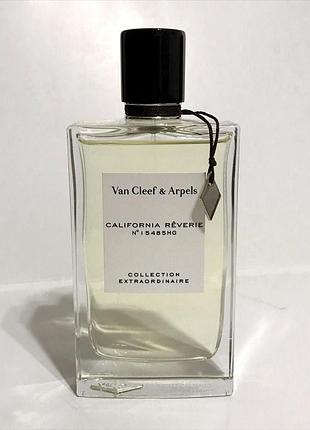 Van Cleef & Arpels
CALIFORNIA RÊVERIE
N°15485HG
COLLECTION
EXTRAORDINAIRE